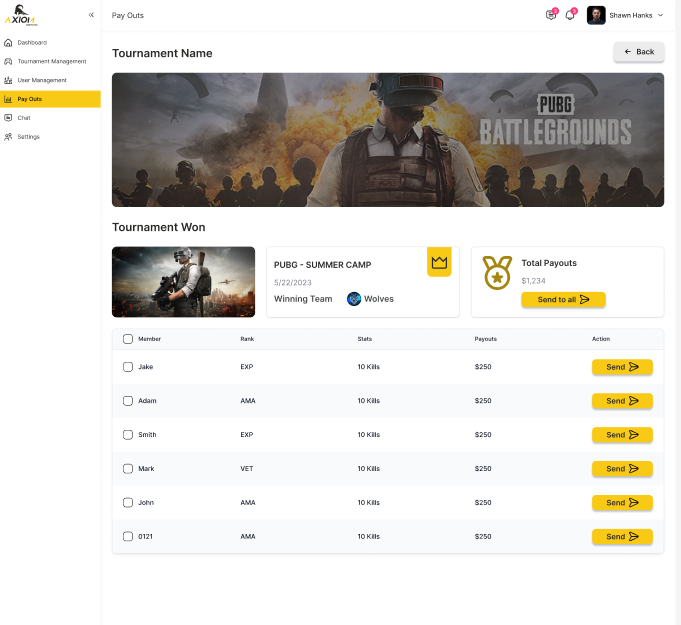 AXIOM
Pay Outs
2
5
Shawn Hanks
Dashboard
Tournament Management
User Management
Pay Outs
Chat
Settings
Tournament Name
Back
PUBG
BATTLEGROUNDS
Tournament Won
PUBG - SUMMER CAMP
5/22/2023
Winning Team Wolves
Total Payouts
$1,234
Send to all
Member Rank Stats Payouts Action
Jake EXP 10 Kills $250 Send
Adam AMA 10 Kills $250 Send
Smith EXP 10 Kills $250 Send
Mark VET 10 Kills $250 Send
John AMA 10 Kills $250 Send
0121 AMA 10 Kills $250 Send